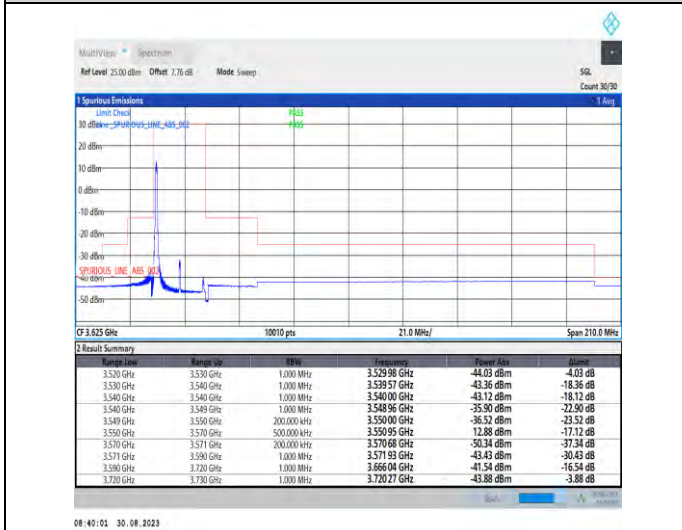 MultiView Spectrum
Ref Level 25.00 dBm Offset 7.76 dB Mode Sweep SGL
Count 30/30
1 Spurious Emissions 1 Avg
Limit Check PASS
30 dBm _SPURIOUS_LINE_ABS_002 PASS
20 dBm
10 dBm
0 dBm
-10 dBm
-20 dBm
-30 dBm
SPURIOUS_LINE_ABS_002
-40 dBm
-50 dBm
CF 3.625 GHz 10010 pts 21.0 MHz/ Span 210.0 MHz
2 Result Summary
Range Low Range Up RBW Frequency Power Abs ΔLimit
3.520 GHz 3.530 GHz 1.000 MHz 3.529 98 GHz -44.03 dBm -4.03 dB
3.530 GHz 3.540 GHz 1.000 MHz 3.539 57 GHz -43.36 dBm -18.36 dB
3.540 GHz 3.540 GHz 1.000 MHz 3.540 00 GHz -43.12 dBm -18.12 dB
3.540 GHz 3.549 GHz 1.000 MHz 3.548 96 GHz -35.90 dBm -22.90 dB
3.549 GHz 3.550 GHz 200.000 kHz 3.550 00 GHz -36.52 dBm -23.52 dB
3.550 GHz 3.570 GHz 500.000 kHz 3.550 95 GHz 12.88 dBm -17.12 dB
3.570 GHz 3.571 GHz 200.000 kHz 3.570 68 GHz -50.34 dBm -37.34 dB
3.571 GHz 3.590 GHz 1.000 MHz 3.571 93 GHz -43.43 dBm -30.43 dB
3.590 GHz 3.720 GHz 1.000 MHz 3.666 04 GHz -41.54 dBm -16.54 dB
3.720 GHz 3.730 GHz 1.000 MHz 3.720 27 GHz -43.88 dBm -3.88 dB
08:40:01 30.08.2023